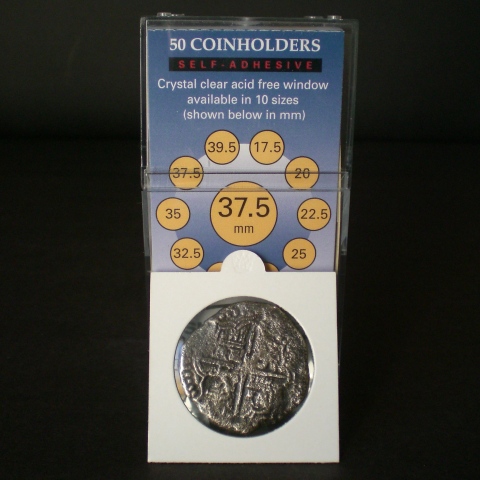 50 COINHOLDERS
SELF-ADHESIVE
Crystal clear acid free window
available in 10 sizes
(shown below in mm)
39.5
17.5
37.5
20
35
37.5
mm
22.5
32.5
25